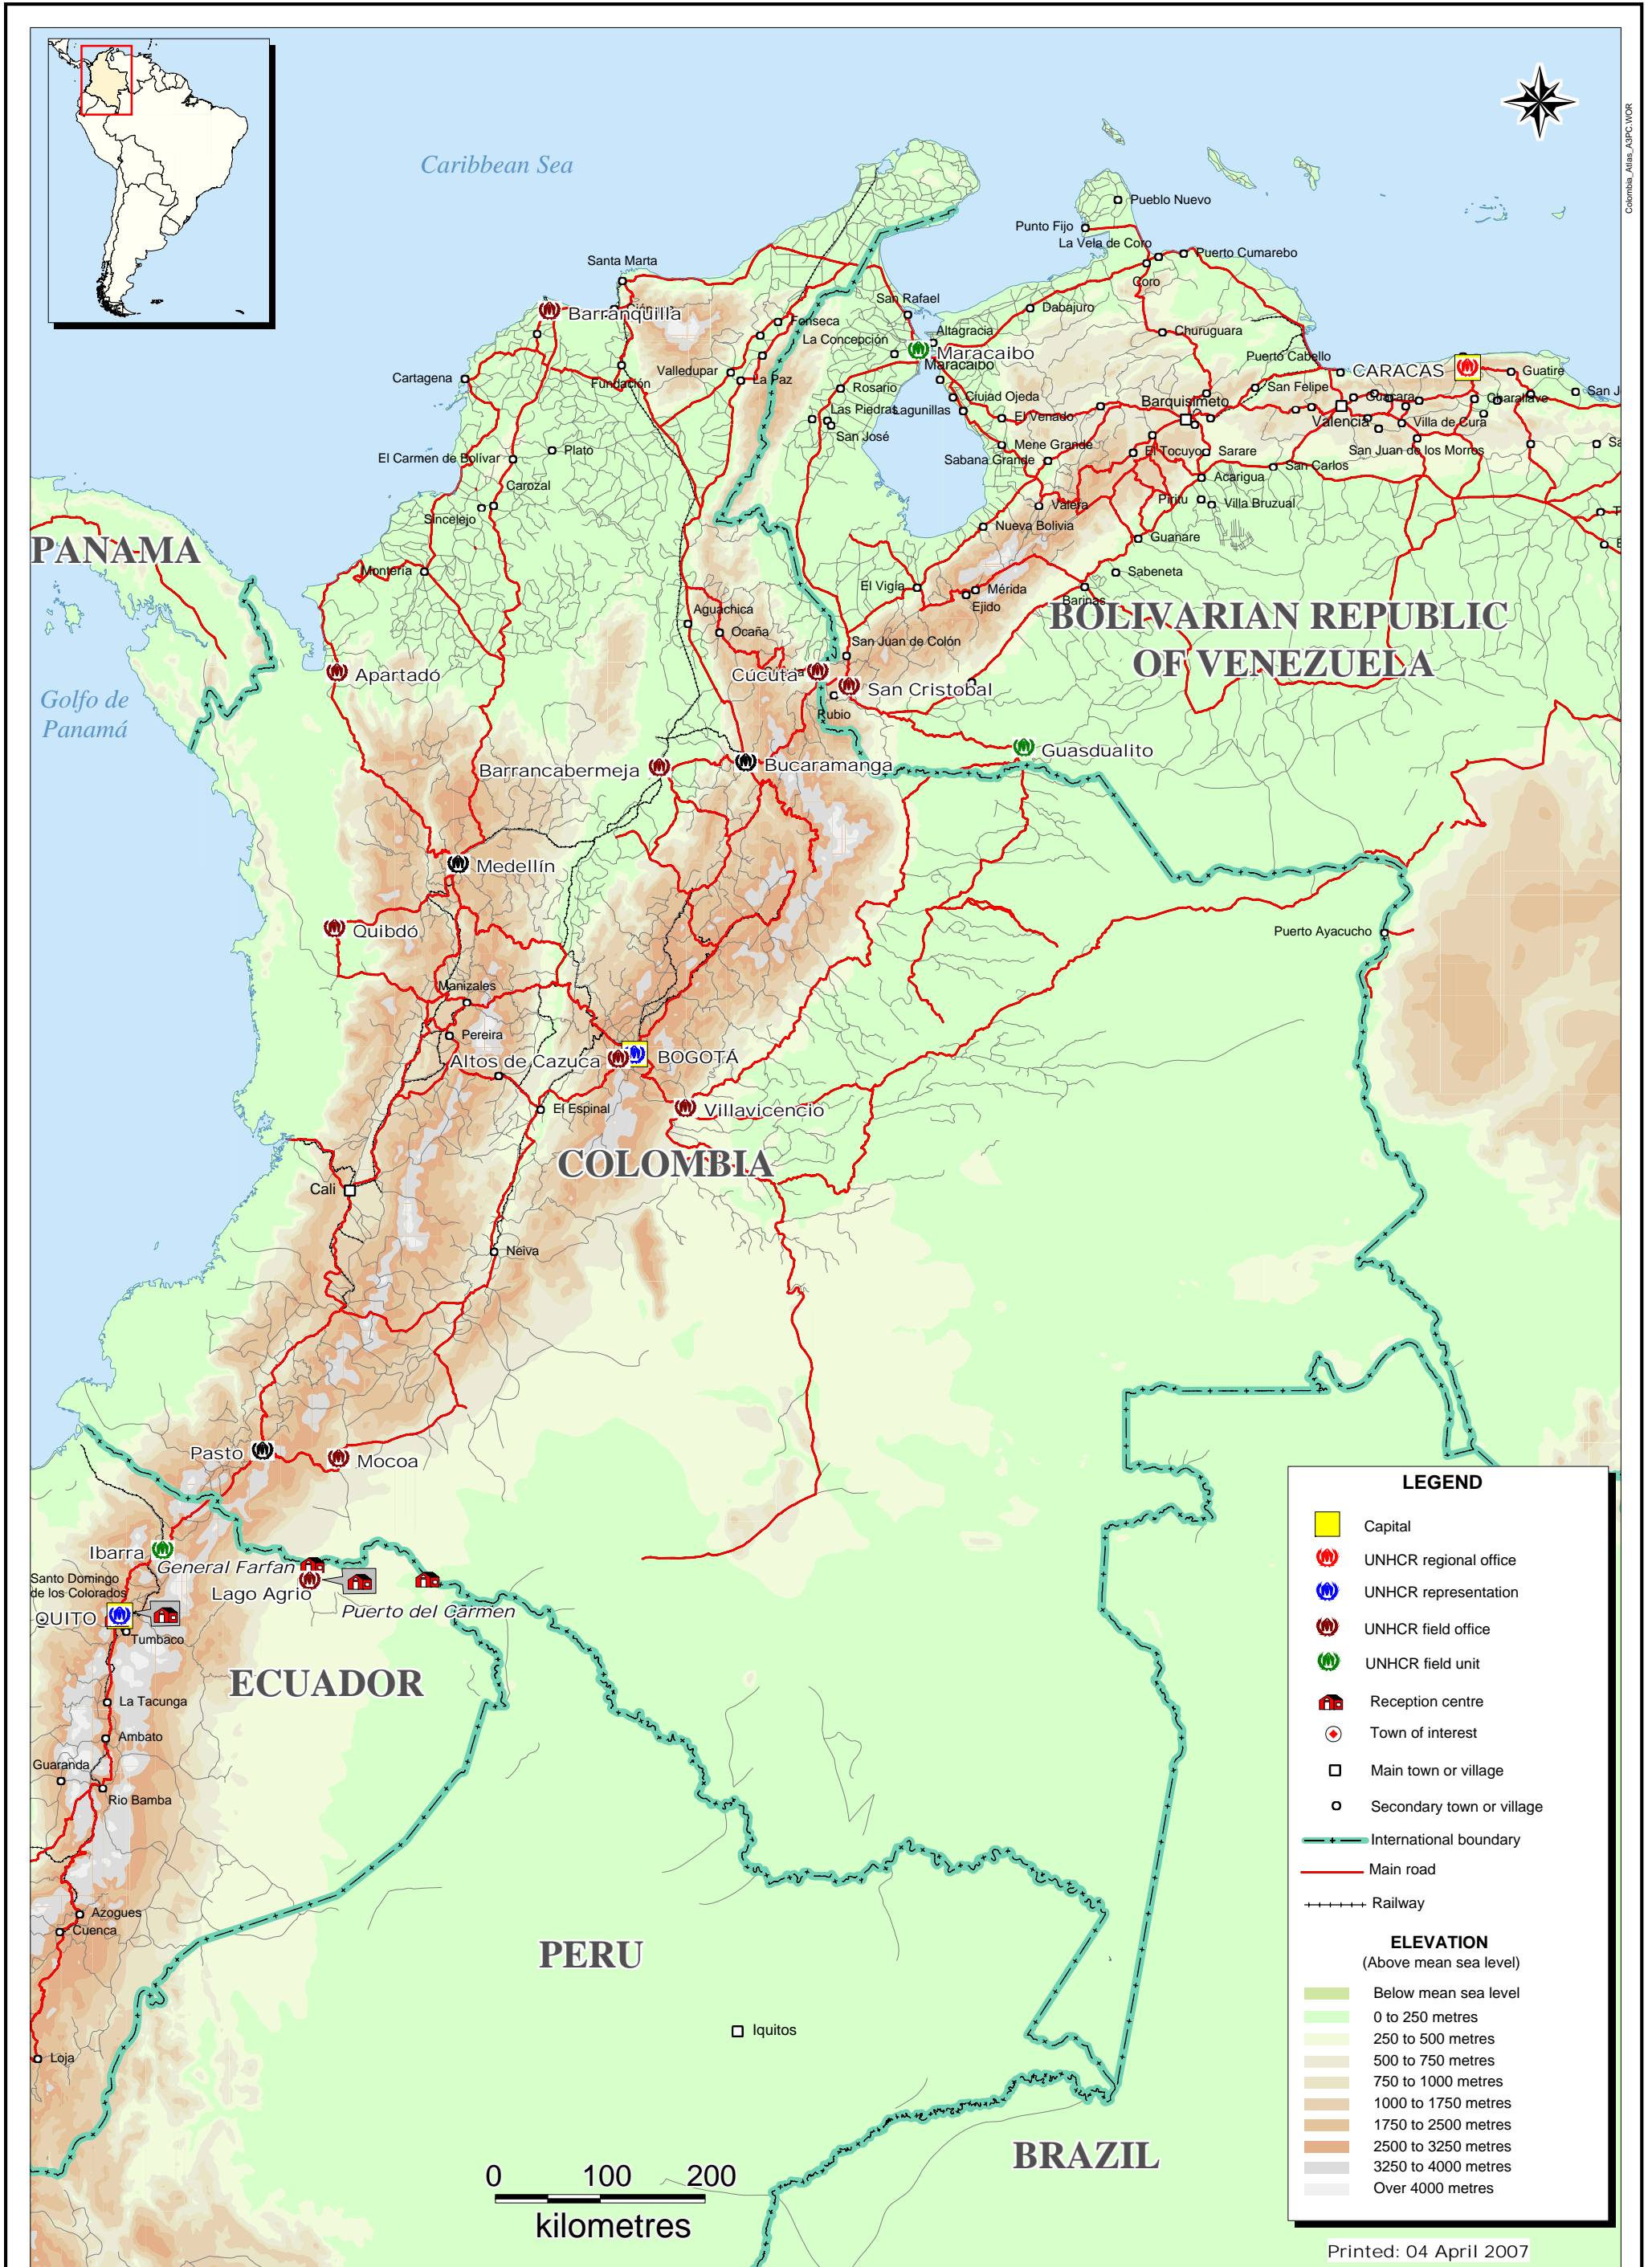 Colombia_Atlas_A3PC.WOR
Caribbean Sea
Pueblo Nuevo
Punto Fijo
La Vela de Coro
Puerto Cumarebo
Coro
Santa Marta
San Rafael
Dabajuro
Barranquilla
Fonseca
Altagracia
Churuguara
La Concepción
Maracaibo
Maracaibo
Puerto Cabello
CARACAS
Guatire
Cartagena
Fundación
Valledupar
La Paz
Rosario
Ciuiad Ojeda
San Felipe
San J
Las Piedras
Lagunillas
El Venado
Barquisimeto
Guacara
Charallave
San José
Valencia
Villa de Cura
El Carmen de Bolívar
Plato
Mene Grande
Sabana Grande
El Tocuyo
Sarare
San Juan de los Morros
Sa
San Carlos
Carozal
Acarigua
Sincelejo
Valera
Piritu
Villa Bruzual
T
Nueva Bolivia
PANAMA
Guanare
E
Montería
El Vigía
Mérida
Sabeneta
Ejido
Barinas
BOLIVARIAN REPUBLIC
OF VENEZUELA
Aguachica
Ocaña
San Juan de Colón
Apartadó
Cúcuta
San Cristobal
Golfo de
Panamá
Rubio
Guasdualito
Barrancabermeja
Bucaramanga
Medellín
Quibdó
Puerto Ayacucho
Manizales
Pereira
Altos de Cazuca
BOGOTÁ
El Espinal
Villavicencio
COLOMBIA
Cali
Neiva
Pasto
Mocoa
Ibarra
General Farfan
Santo Domingo
de los Colorados
Lago Agrio
Puerto del Carmen
QUITO
Tumbaco
ECUADOR
La Tacunga
Ambato
Guaranda
Rio Bamba
Azogues
Cuenca
PERU
Iquitos
Loja
BRAZIL
0 100 200
kilometres
LEGEND
Capital
UNHCR regional office
UNHCR representation
UNHCR field office
UNHCR field unit
Reception centre
Town of interest
Main town or village
Secondary town or village
International boundary
Main road
Railway
ELEVATION
(Above mean sea level)
Below mean sea level
0 to 250 metres
250 to 500 metres
500 to 750 metres
750 to 1000 metres
1000 to 1750 metres
1750 to 2500 metres
2500 to 3250 metres
3250 to 4000 metres
Over 4000 metres
Printed: 04 April 2007